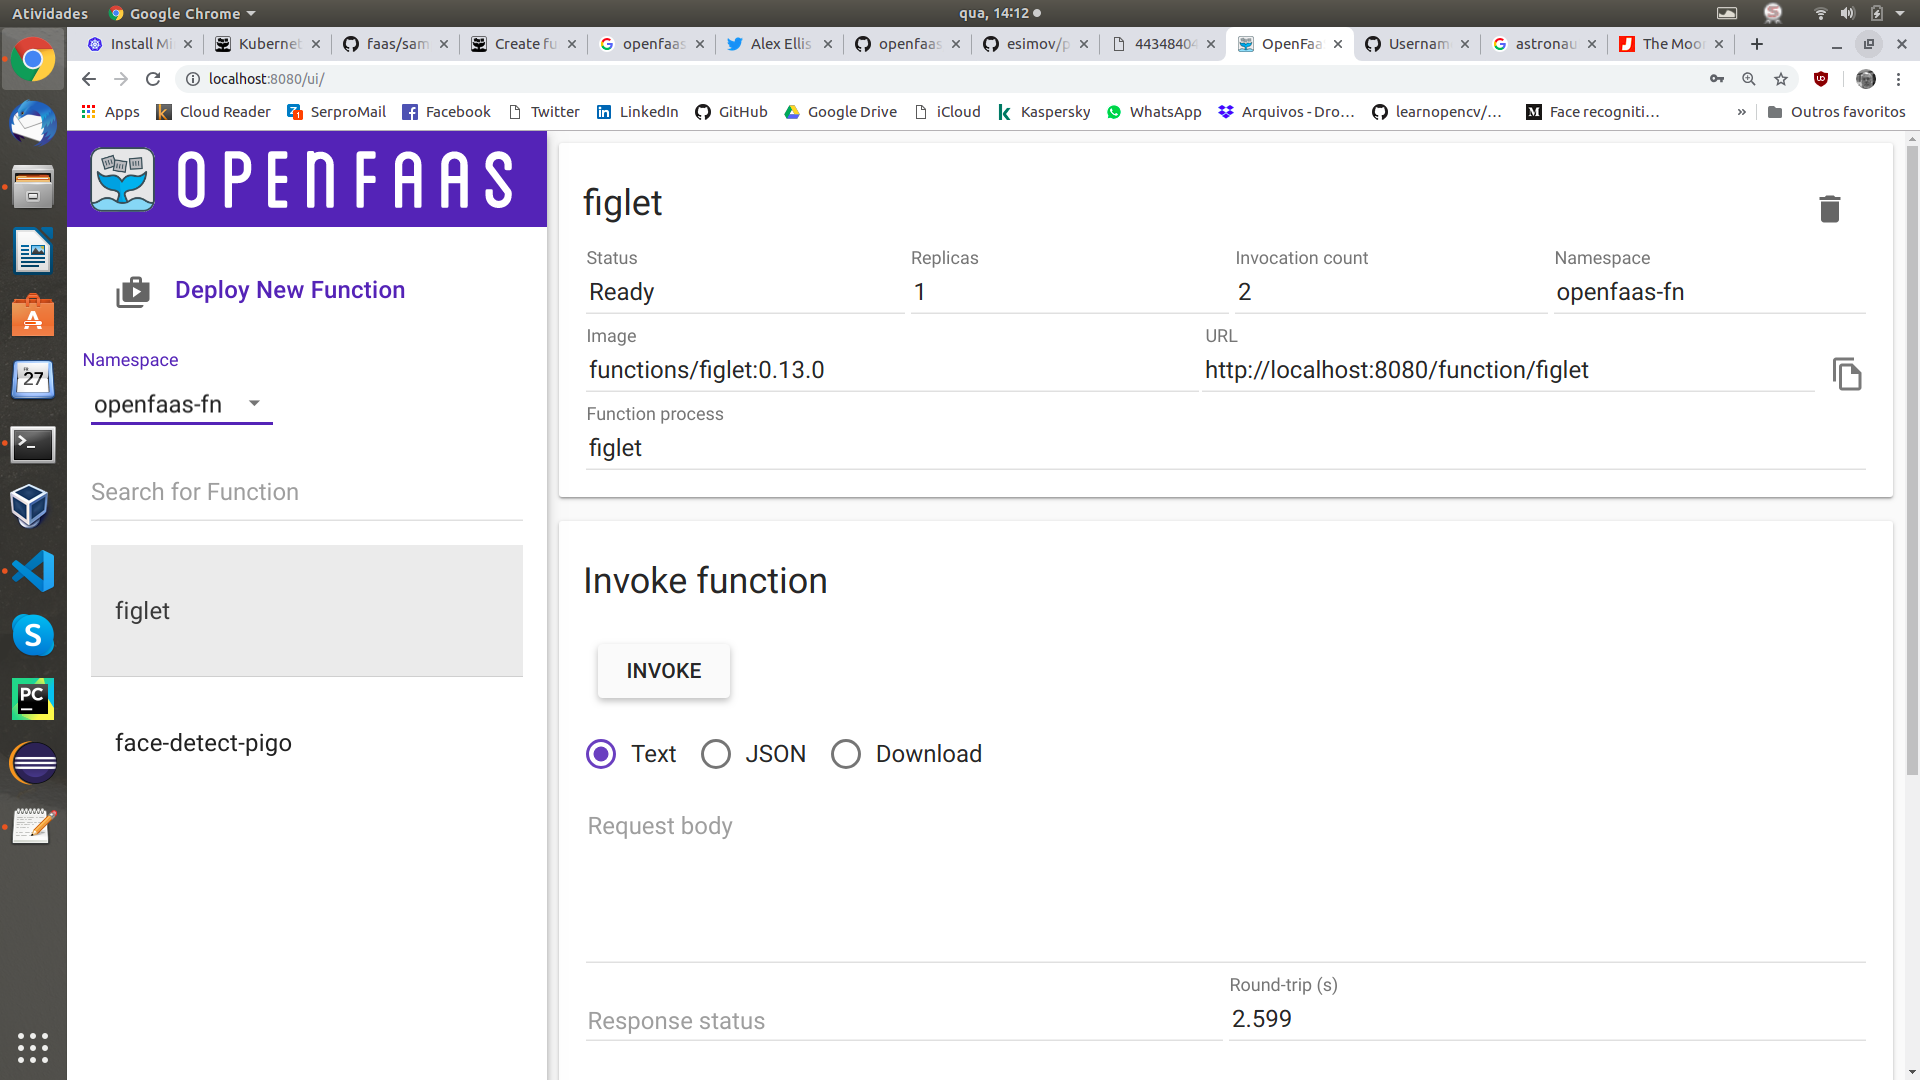 Atividades Google Chrome qua, 14:12
Install Mi Kubernet faas/sam Create fu openfaas Alex Ellis openfaas esimov/p 44348404 OpenFaa Usernam astronau The Moo
localhost:8080/ui/
Apps Cloud Reader SerproMail Facebook Twitter LinkedIn GitHub Google Drive iCloud Kaspersky WhatsApp Arquivos - Dro… learnopencv/… Face recogniti… » Outros favoritos
OPENFAAS
Deploy New Function
Namespace
openfaas-fn
Search for Function
figlet
face-detect-pigo
figlet
Status Replicas Invocation count Namespace
Ready 1 2 openfaas-fn
Image URL
functions/figlet:0.13.0 http://localhost:8080/function/figlet
Function process
figlet
Invoke function
INVOKE
Text JSON Download
Request body
Round-trip (s)
Response status 2.599
27
PC